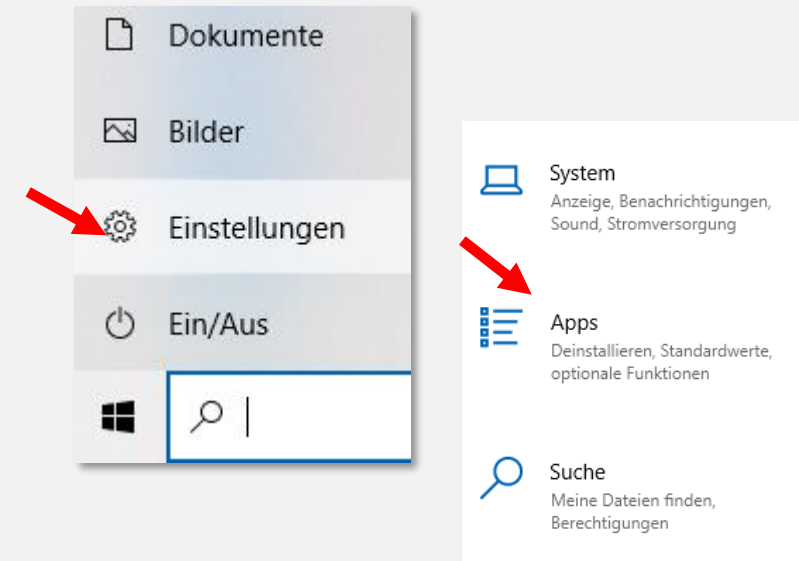 Dokumente
Bilder
Einstellungen
Ein/Aus
System
Anzeige, Benachrichtigungen,
Sound, Stromversorgung
Apps
Deinstallieren, Standardwerte,
optionale Funktionen
Suche
Meine Dateien finden,
Berechtigungen